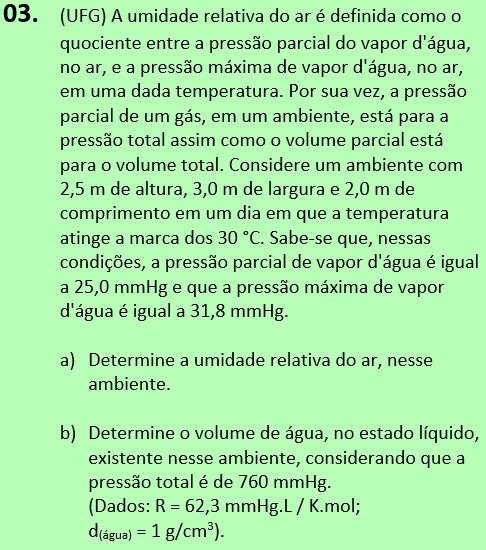 03. (UFG) A umidade relativa do ar é definida como o
quociente entre a pressão parcial do vapor d'água,
no ar, e a pressão máxima de vapor d'água, no ar,
em uma dada temperatura. Por sua vez, a pressão
parcial de um gás, em um ambiente, está para a
pressão total assim como o volume parcial está
para o volume total. Considere um ambiente com
2,5 m de altura, 3,0 m de largura e 2,0 m de
comprimento em um dia em que a temperatura
atinge a marca dos 30 °C. Sabe-se que, nessas
condições, a pressão parcial de vapor d'água é igual
a 25,0 mmHg e que a pressão máxima de vapor
d'água é igual a 31,8 mmHg.
a) Determine a umidade relativa do ar, nesse
ambiente.
b) Determine o volume de água, no estado líquido,
existente nesse ambiente, considerando que a
pressão total é de 760 mmHg.
(Dados: R = 62,3 mmHg.L / K.mol;
d(água) = 1 g/cm³).